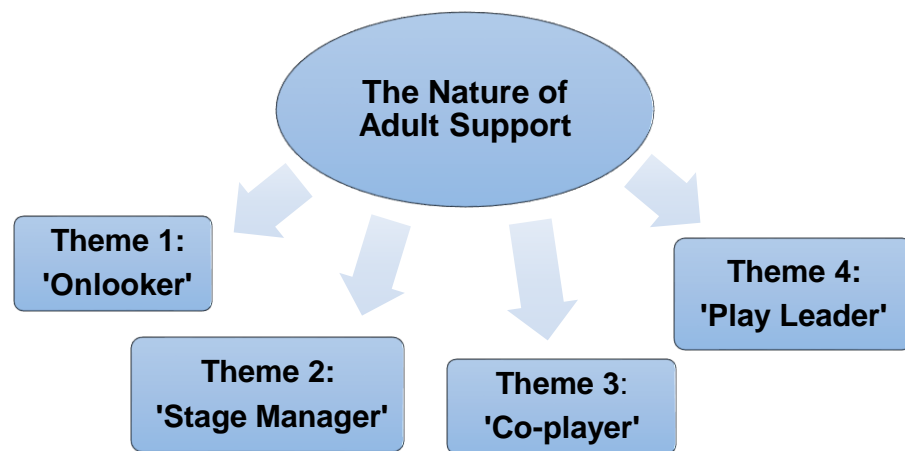 The Nature of
Adult Support
Theme 1:
'Onlooker'
Theme 2:
'Stage Manager'
Theme 3:
'Co-player'
Theme 4:
'Play Leader'